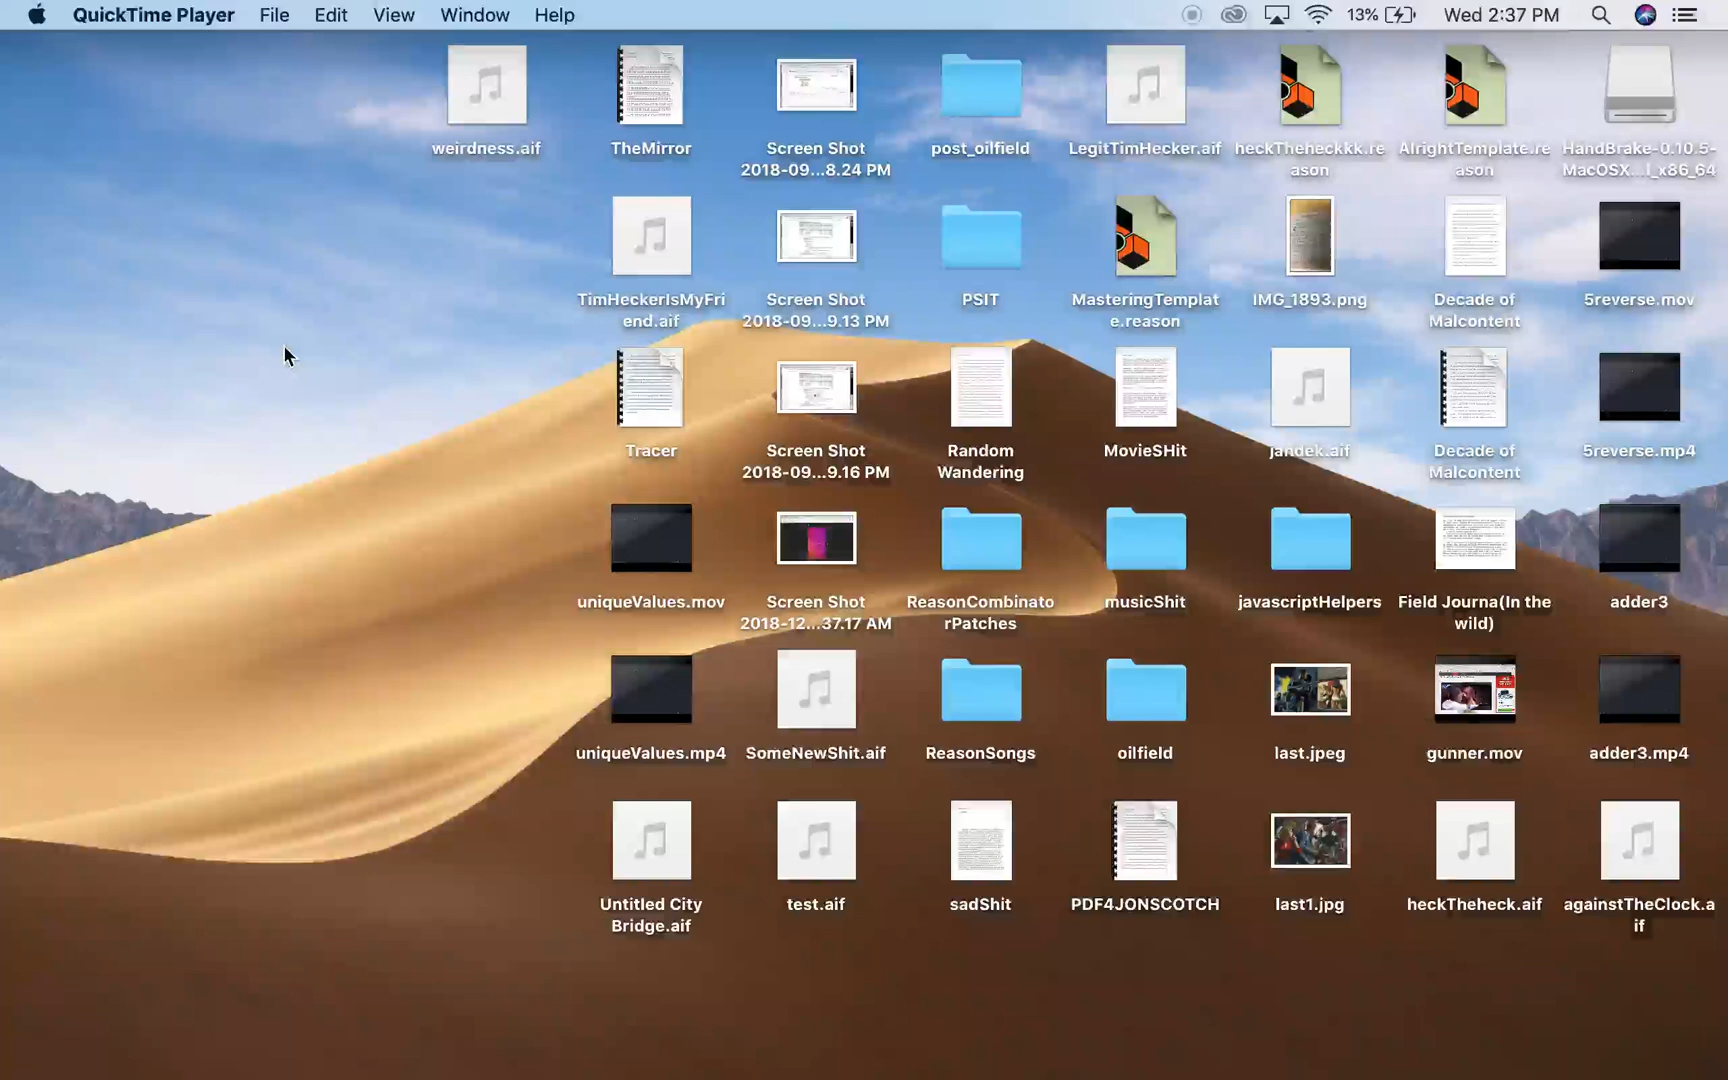 QuickTime Player File Edit View Window Help 13% Wed 2:37 PM
weirdness.aif
TheMirror
Screen Shot
2018-09...8.24 PM
post_oilfield
LegitTimHecker.aif
heckTheheckkk.re
ason
AlrightTemplate.re
ason
HandBrake-0.10.5-
MacOSX...l_x86_64
TimHeckerIsMyFri
end.aif
Screen Shot
2018-09...9.13 PM
PSIT
MasteringTemplat
e.reason
IMG_1893.png
Decade of
Malcontent
5reverse.mov
Tracer
Screen Shot
2018-09...9.16 PM
Random
Wandering
MovieSHit
jandek.aif
Decade of
Malcontent
5reverse.mp4
uniqueValues.mov
Screen Shot
2018-12...37.17 AM
ReasonCombinato
rPatches
musicShit
javascriptHelpers
Field Journa(In the
wild)
adder3
uniqueValues.mp4
SomeNewShit.aif
ReasonSongs
oilfield
last.jpeg
gunner.mov
adder3.mp4
Untitled City
Bridge.aif
test.aif
sadShit
PDF4JONSCOTCH
last1.jpg
heckTheheck.aif
againstTheClock.a
if